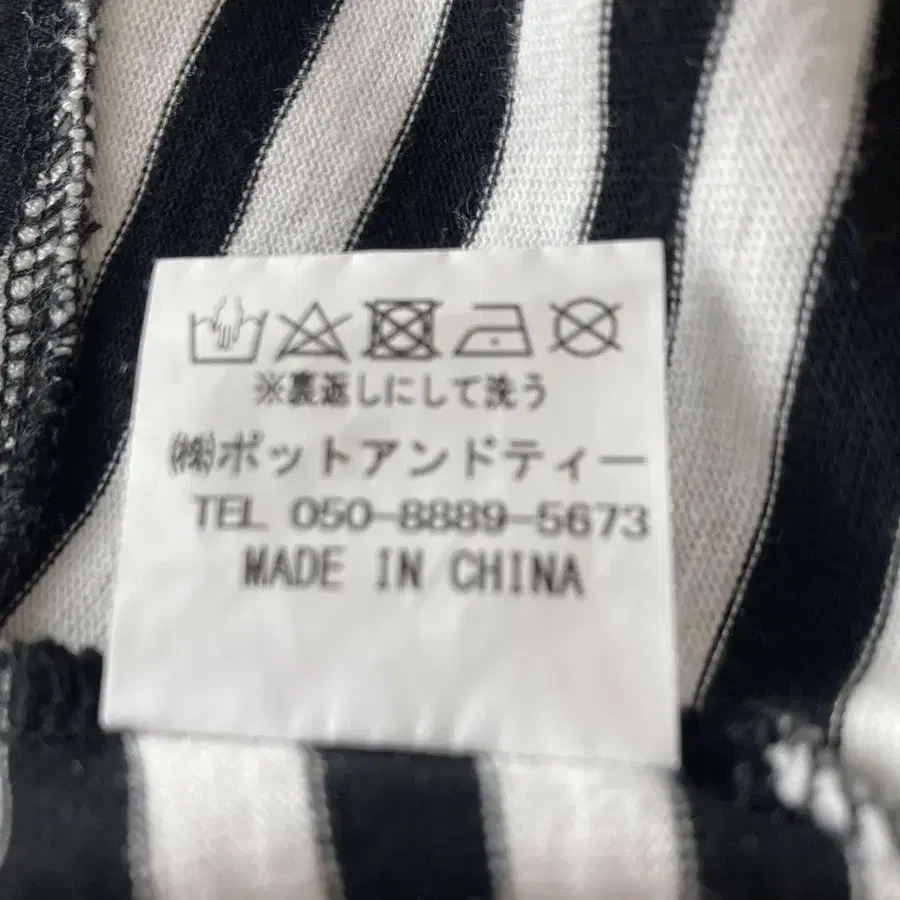 ※裏返しにして洗う
㈱ポットアンドティー
TEL 050-8889-5673
MADE IN CHINA